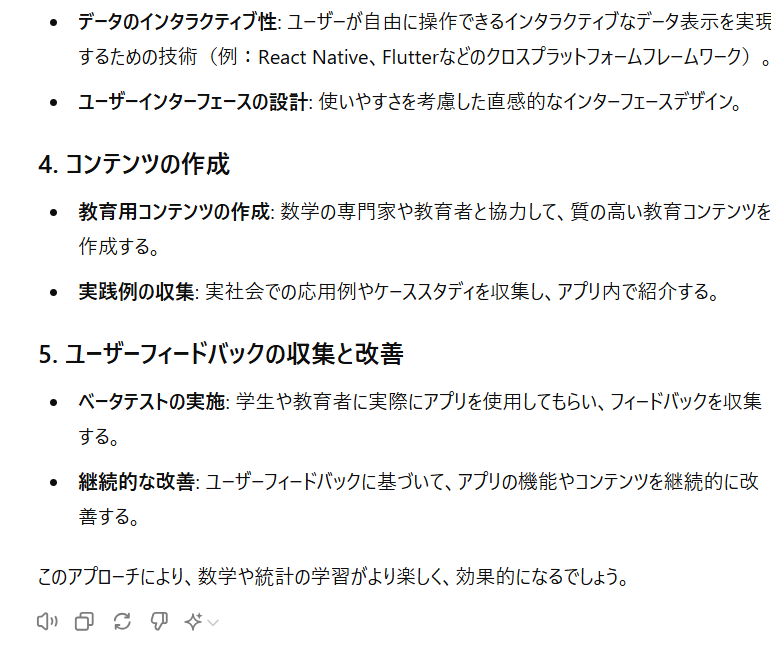 データのインタラクティブ性: ユーザーが自由に操作できるインタラクティブなデータ表示を実現
するための技術（例：React Native、Flutterなどのクロスプラットフォームフレームワーク）。
ユーザーインターフェースの設計: 使いやすさを考慮した直感的なインターフェースデザイン。
4. コンテンツの作成
教育用コンテンツの作成: 数学の専門家や教育者と協力して、質の高い教育コンテンツを
作成する。
実践例の収集: 実社会での応用例やケーススタディを収集し、アプリ内で紹介する。
5. ユーザーフィードバックの収集と改善
ベータテストの実施: 学生や教育者に実際にアプリを使用してもらい、フィードバックを収集
する。
継続的な改善: ユーザーフィードバックに基づいて、アプリの機能やコンテンツを継続的に改
善する。
このアプローチにより、数学や統計の学習がより楽しく、効果的になるでしょう。